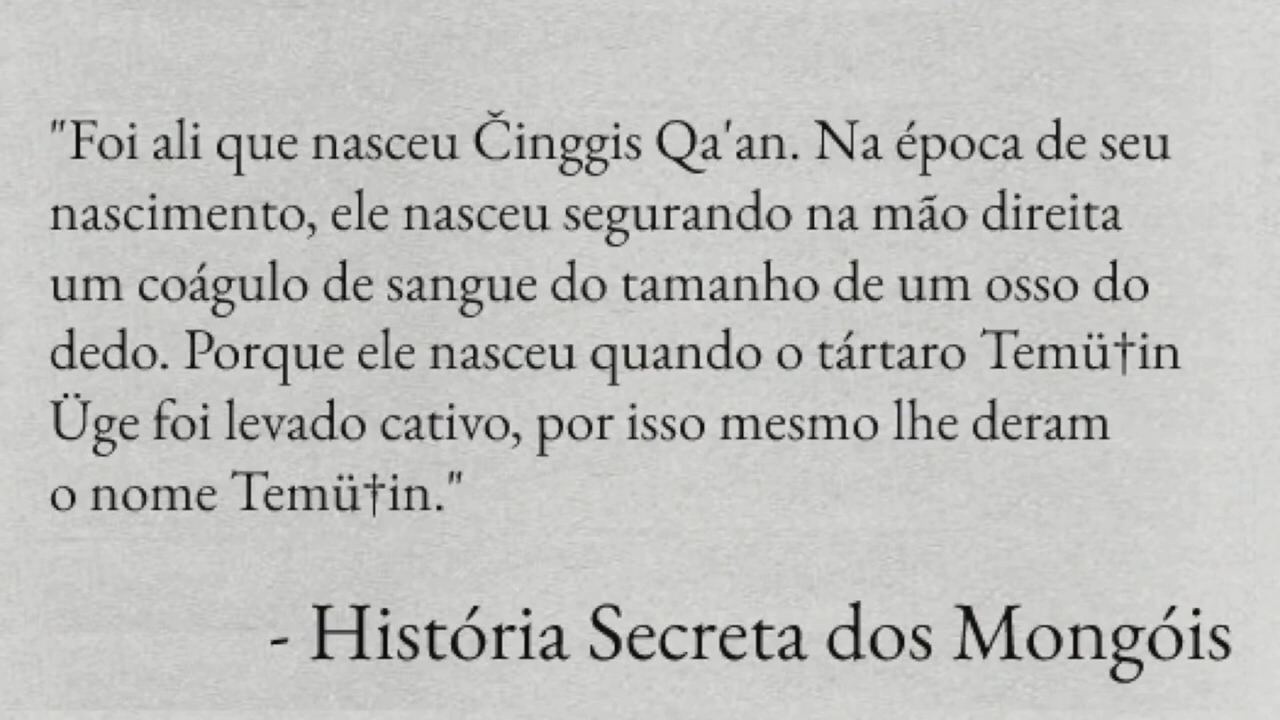 "Foi ali que nasceu Činggis Qa'an. Na época de seu
nascimento, ele nasceu segurando na mão direita
um coágulo de sangue do tamanho de um osso do
dedo. Porque ele nasceu quando o tártaro Temü†in
Üge foi levado cativo, por isso mesmo lhe deram
o nome Temü†in."
- História Secreta dos Mongóis